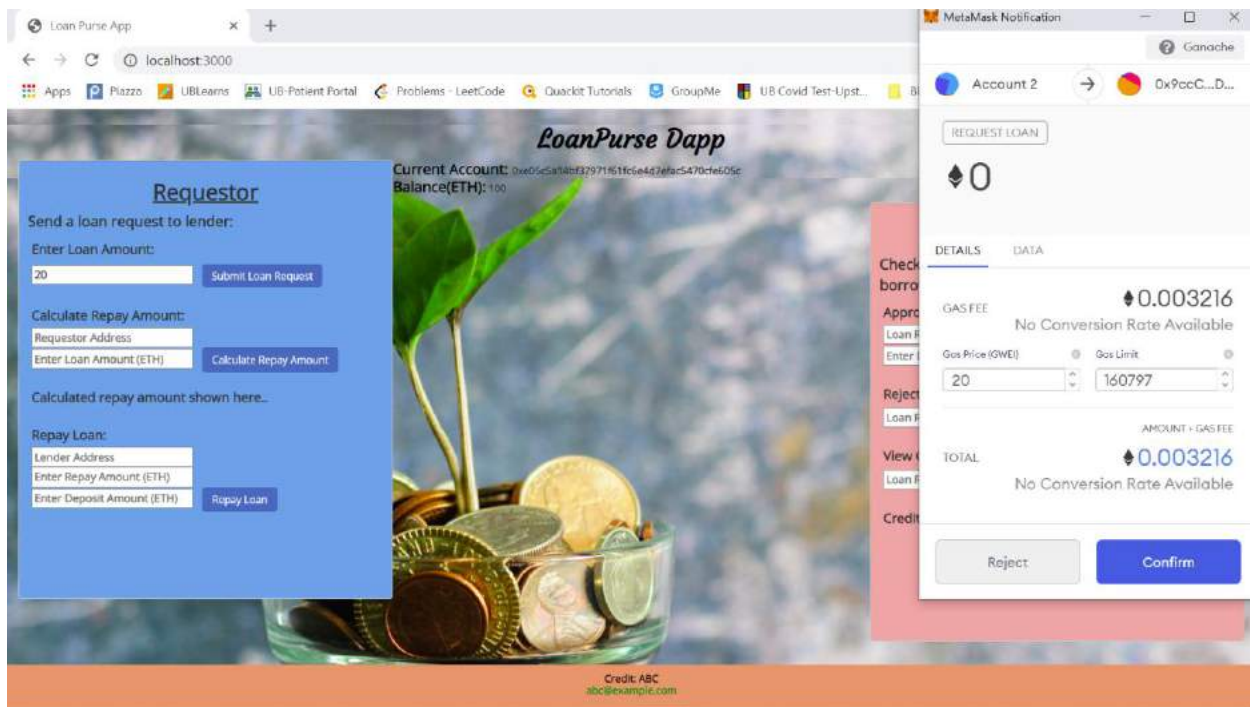 Loan Purse App
localhost:3000
Apps Piazza UBLearns UB-Patient Portal Problems - LeetCode Quackit Tutorials GroupMe UB Covid Test-Upst...
LoanPurse Dapp
Current Account:
Balance(ETH): 100
Requestor
Send a loan request to lender:
Enter Loan Amount:
20 Submit Loan Request
Calculate Repay Amount:
Requestor Address
Enter Loan Amount (ETH) Calculate Repay Amount
Calculated repay amount shown here..
Repay Loan:
Lender Address
Enter Repay Amount (ETH)
Enter Deposit Amount (ETH) Repay Loan
Check
borro
Appro
Loan R
Enter
Reject
Loan R
View
Loan R
Credit
MetaMask Notification
Ganache
Account 2 0x9ccC...D...
REQUEST LOAN
0
DETAILS DATA
GAS FEE 0.003216
No Conversion Rate Available
Gas Price (GWEI) Gas Limit
20 160797
AMOUNT + GAS FEE
TOTAL 0.003216
No Conversion Rate Available
Reject Confirm
Credit: ABC
abc@example.com